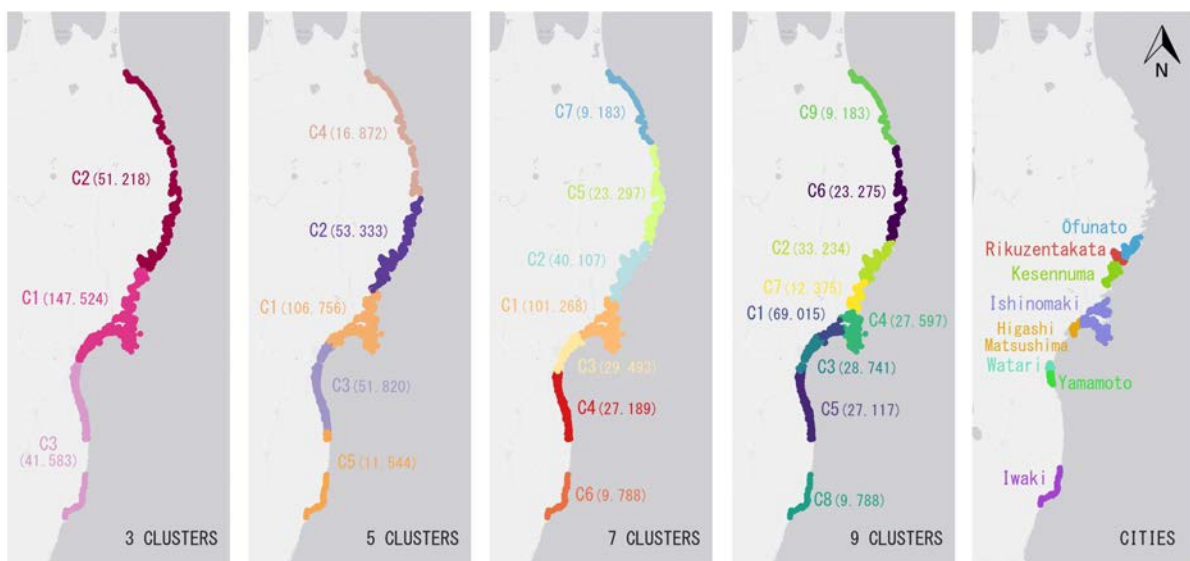 C2 (51. 218)
C1 (147. 524)
C3
(41. 583)
3 CLUSTERS
C4 (16. 872)
C2 (53. 333)
C1 (106. 756)
C3 (51. 820)
C5 (11. 544)
5 CLUSTERS
C7 (9. 183)
C5 (23. 297)
C2 (40. 107)
C1 (101. 268)
C3 (29. 493)
C4 (27. 189)
C6 (9. 788)
7 CLUSTERS
C9 (9. 183)
C6 (23. 275)
C2 (33. 234)
C7 (12. 375)
C1 (69. 015)
C4 (27. 597)
C3 (28. 741)
C5 (27. 117)
C8 (9. 788)
9 CLUSTERS
N
Ōfunato
Rikuzentakata
Kesennuma
Ishinomaki
Higashi
Matsushima
Watari
Yamamoto
Iwaki
CITIES